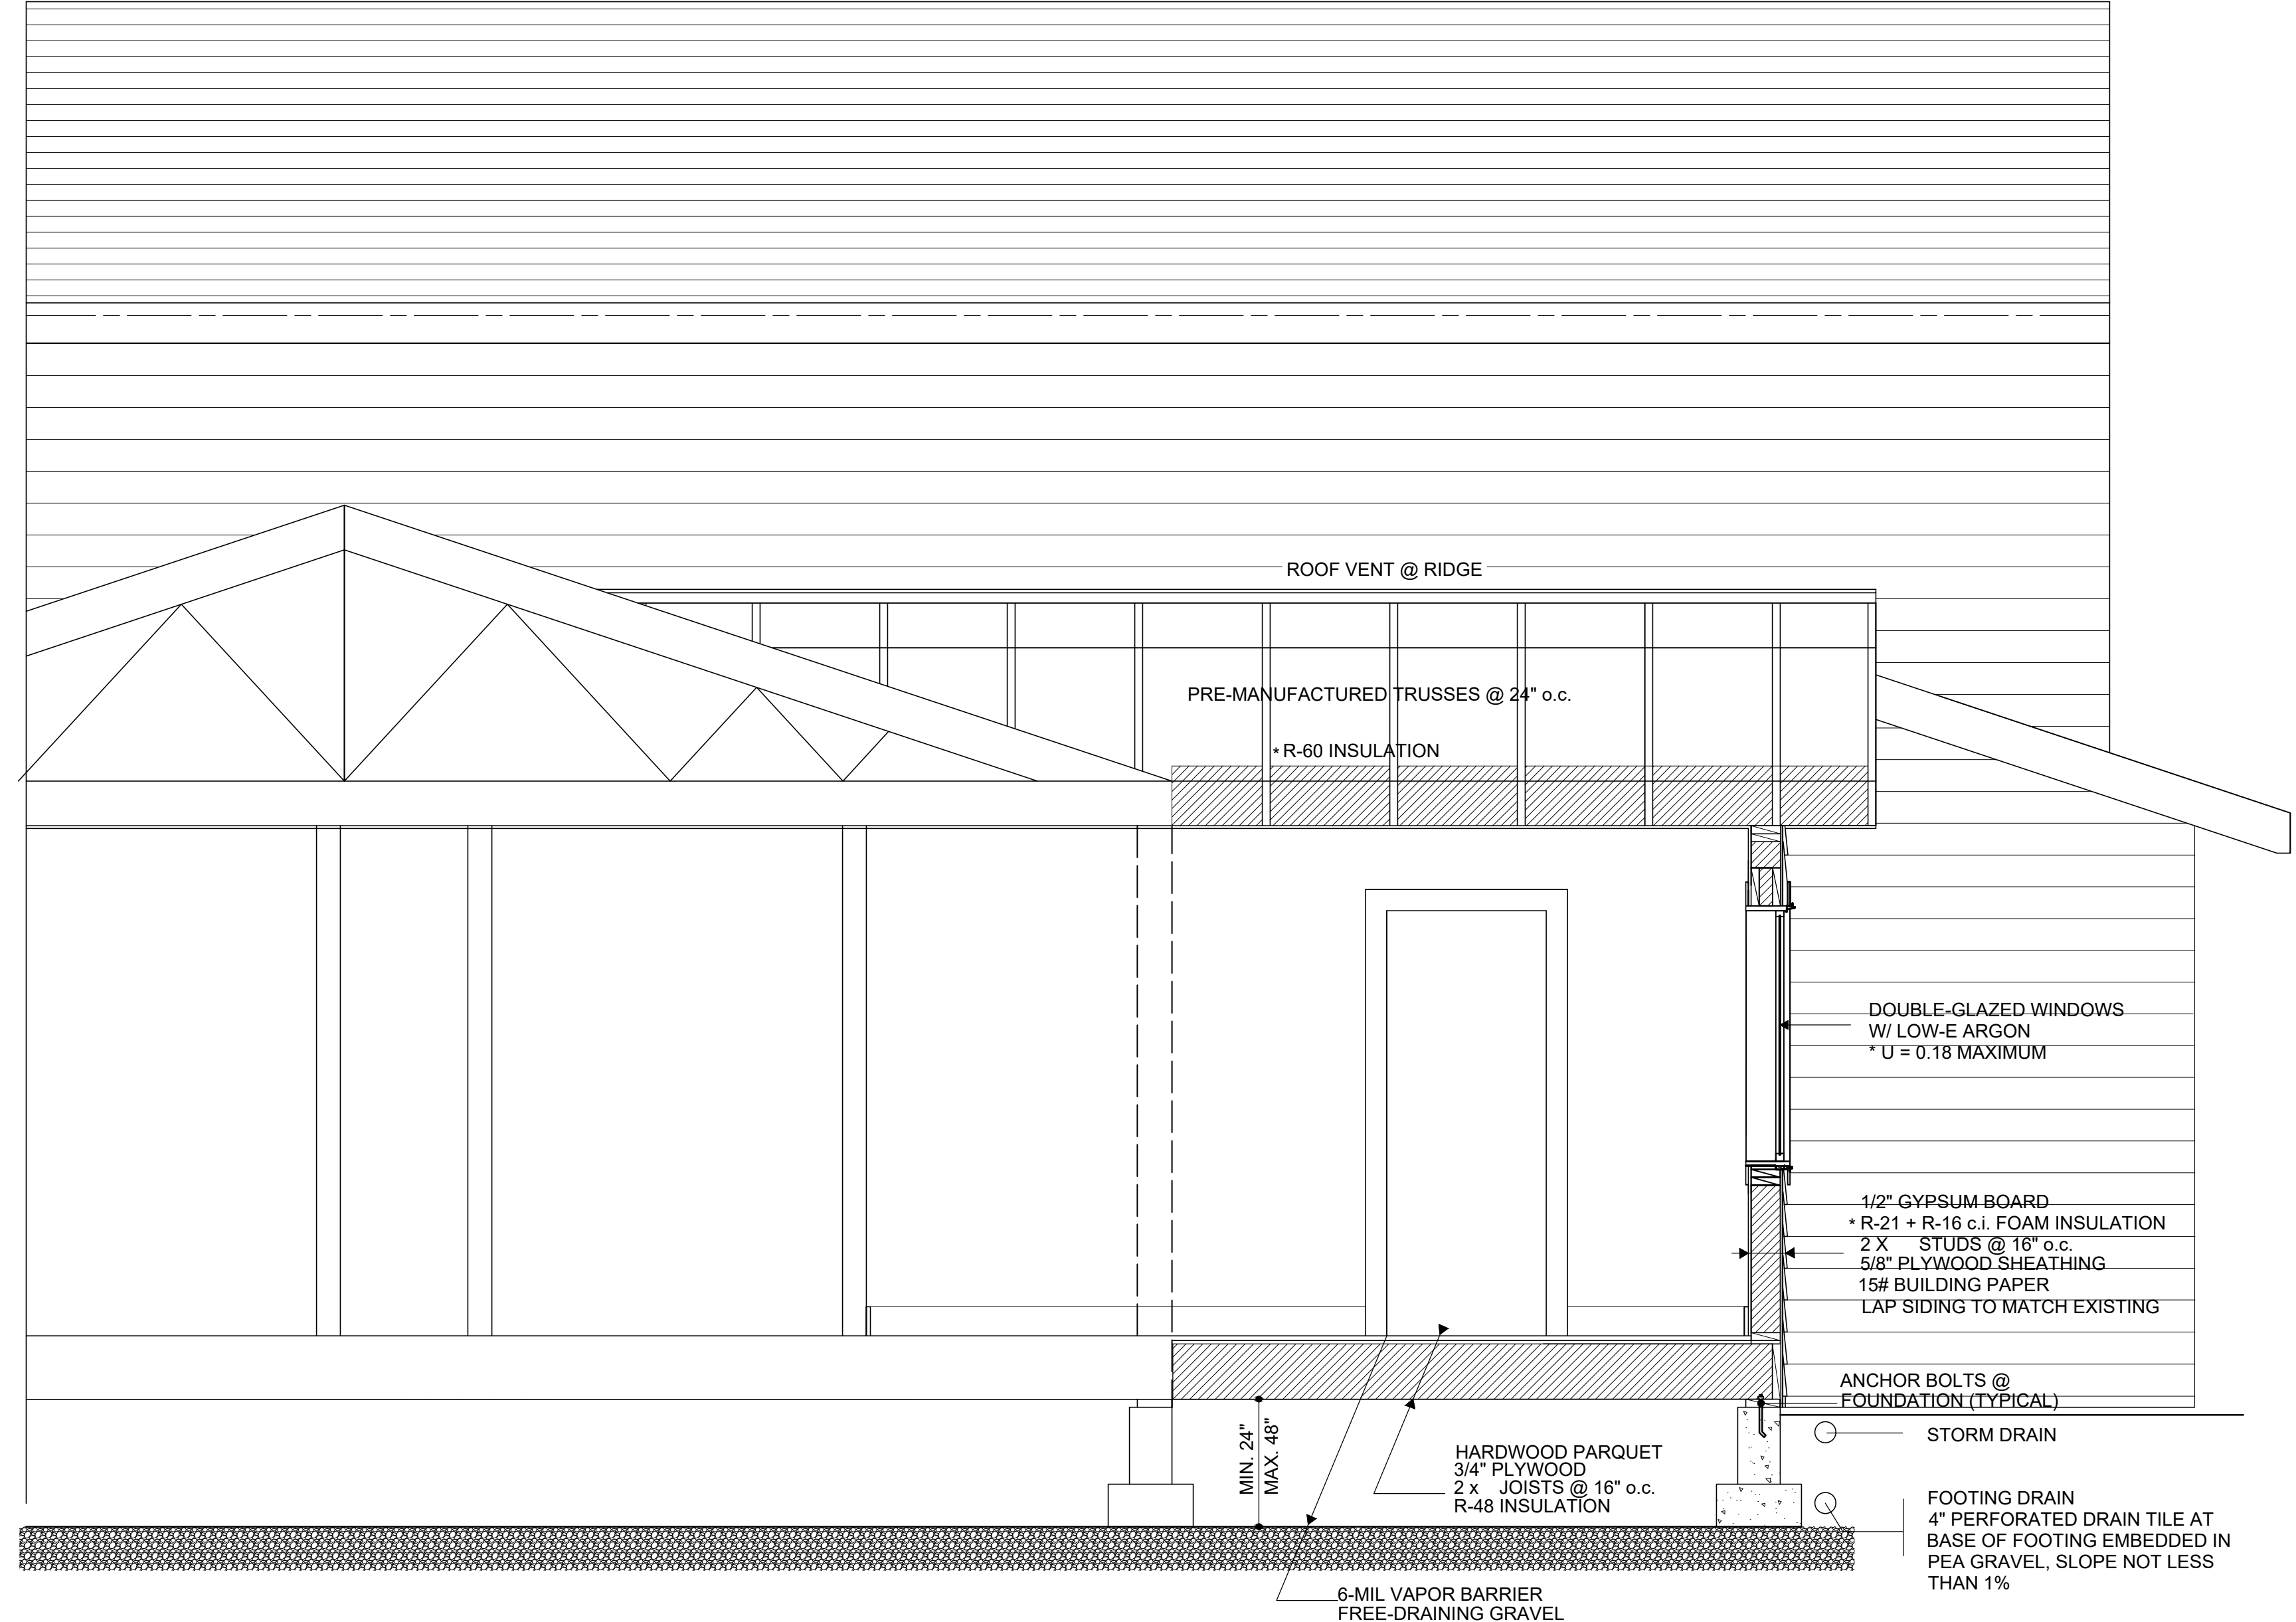 ROOF VENT @ RIDGE
PRE-MANUFACTURED TRUSSES @ 24" o.c.
* R-60 INSULATION
DOUBLE-GLAZED WINDOWS
W/ LOW-E ARGON
* U = 0.18 MAXIMUM
1/2" GYPSUM BOARD
* R-21 + R-16 c.i. FOAM INSULATION
2 X STUDS @ 16" o.c.
5/8" PLYWOOD SHEATHING
15# BUILDING PAPER
LAP SIDING TO MATCH EXISTING
ANCHOR BOLTS @
FOUNDATION (TYPICAL)
STORM DRAIN
MIN. 24"
MAX. 48"
HARDWOOD PARQUET
3/4" PLYWOOD
2 x JOISTS @ 16" o.c.
R-48 INSULATION
FOOTING DRAIN
4" PERFORATED DRAIN TILE AT
BASE OF FOOTING EMBEDDED IN
PEA GRAVEL, SLOPE NOT LESS
THAN 1%
6-MIL VAPOR BARRIER
FREE-DRAINING GRAVEL